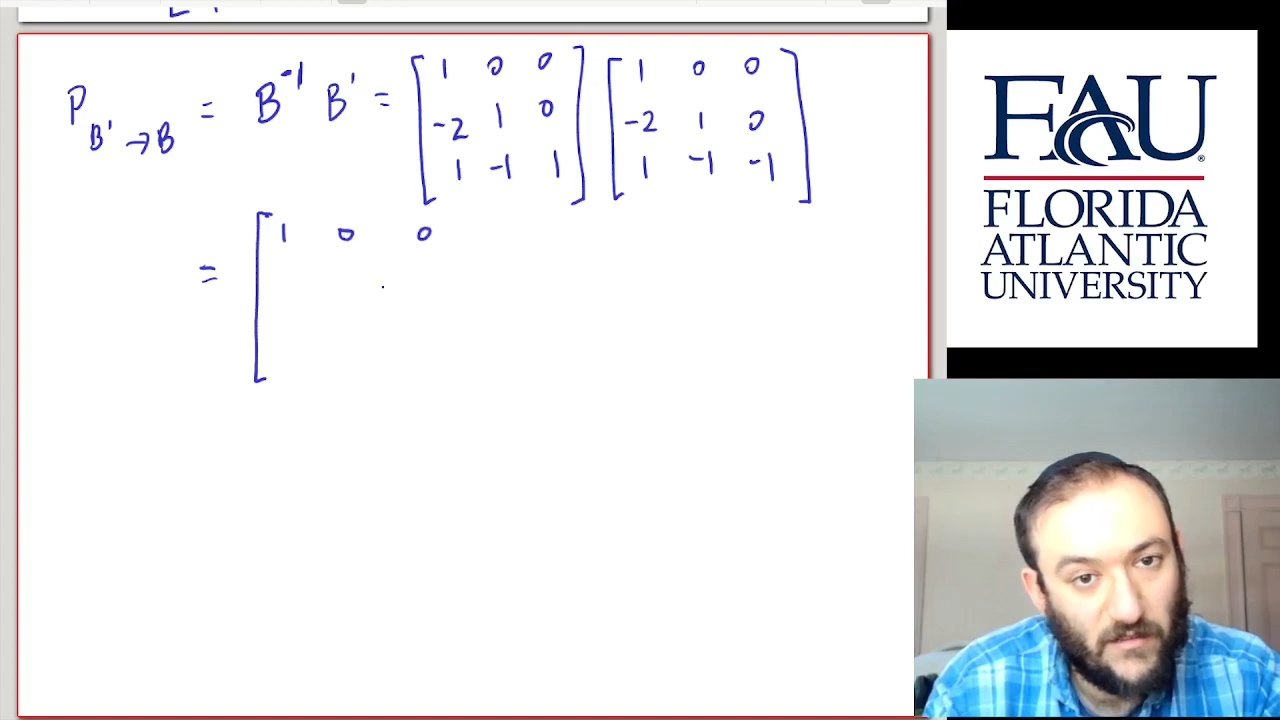 P_{B' → B} = B^{-1} B' = [1 0 0; -2 1 0; 1 -1 1] [1 0 0; -2 1 0; 1 -1 -1]
= [1 0 0
FAU
FLORIDA
ATLANTIC
UNIVERSITY